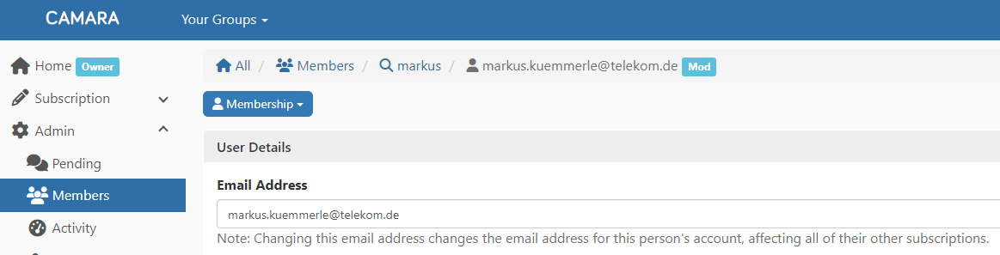 CAMARA Your Groups
Home Owner
All / Members / markus / markus.kuemmerle@telekom.de Mod
Subscription
Membership
Admin
User Details
Pending
Email Address
Members
markus.kuemmerle@telekom.de
Activity
Note: Changing this email address changes the email address for this person's account, affecting all of their other subscriptions.